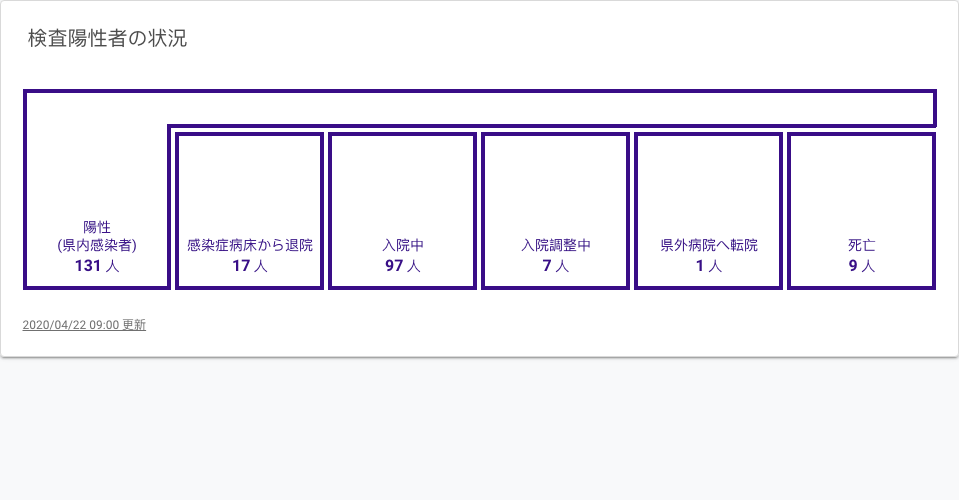 検査陽性者の状況
陽性
(県内感染者)
131 人
感染症病床から退院
17 人
入院中
97 人
入院調整中
7 人
県外病院へ転院
1 人
死亡
9 人
2020/04/22 09:00 更新